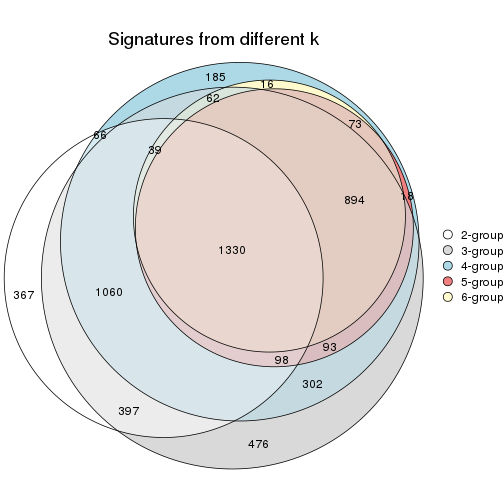 Signatures from different k
185
16
62
73
66
39
894
18
1330
2-group
3-group
4-group
5-group
6-group
367
1060
93
98
302
397
476